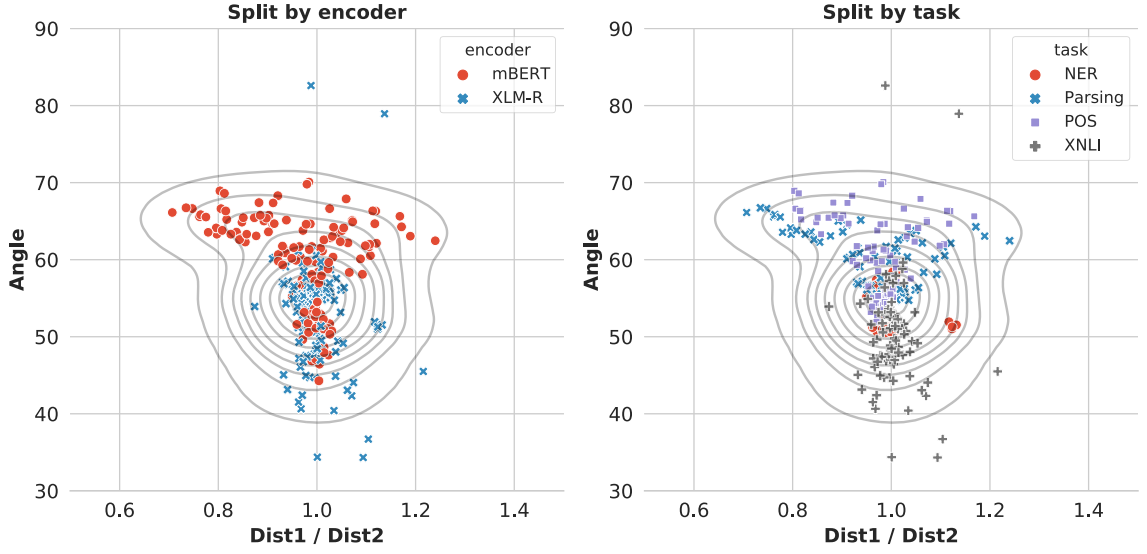 Split by encoder
Angle
90
80
70
60
50
40
30
encoder
mBERT
XLM-R
0.6 0.8 1.0 1.2 1.4
Dist1 / Dist2
Split by task
Angle
90
80
70
60
50
40
30
task
NER
Parsing
POS
XNLI
0.6 0.8 1.0 1.2 1.4
Dist1 / Dist2